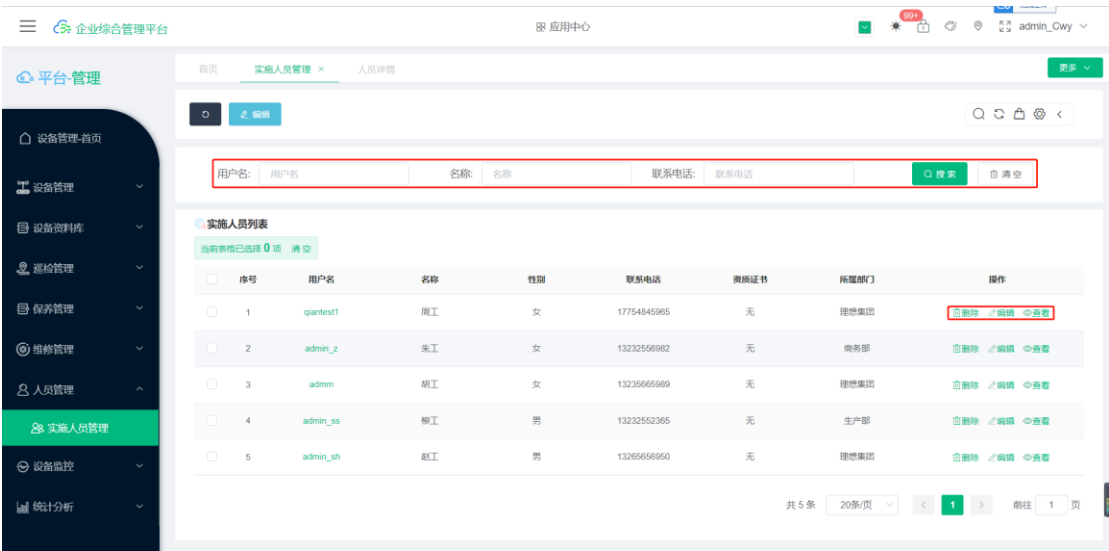 企业综合管理平台
88 应用中心
99+
admin_Cwy
平台-管理
首页 实施人员管理 × 人员详情
更多
编辑
设备管理-首页
设备管理
设备资料库
巡检管理
保养管理
维修管理
人员管理
实施人员管理
设备监控
统计分析
用户名: 用户名 名称: 名称 联系电话: 联系电话 搜索 清空
实施人员列表
当前表格已选择 0 项 清空
序号 用户名 名称 性别 联系电话 资质证书 所属部门 操作
1 qiantest1 周工 女 17754845965 无 理想集团 删除 编辑 查看
2 admin_z 朱工 女 13232556982 无 商务部 删除 编辑 查看
3 admm 胡工 女 13235665989 无 理想集团 删除 编辑 查看
4 admin_ss 柳工 男 13232552365 无 生产部 删除 编辑 查看
5 admin_sh 赵工 男 13265656950 无 理想集团 删除 编辑 查看
共 5 条 20条/页 < 1 > 前往 1 页